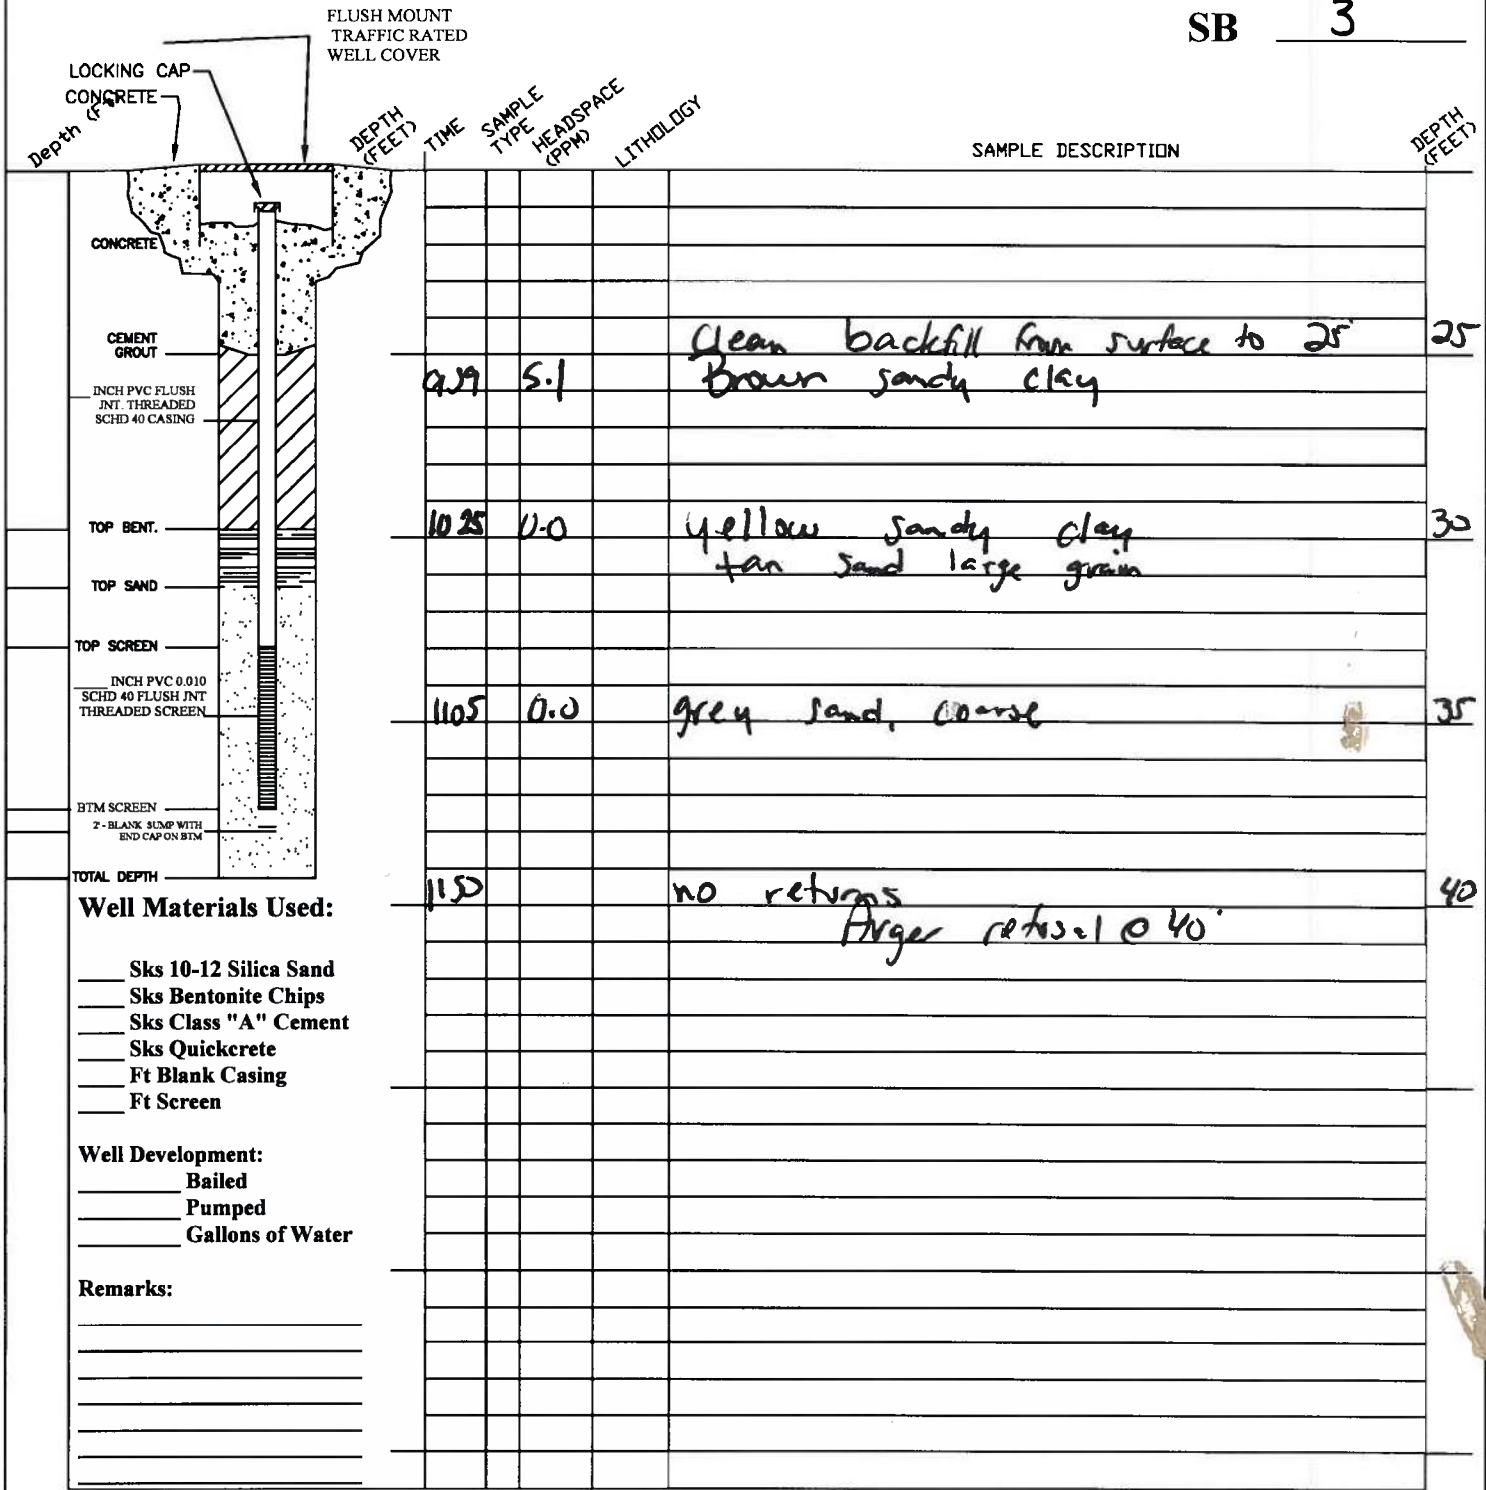 SB 3
FLUSH MOUNT
TRAFFIC RATED
WELL COVER
LOCKING CAP
CONCRETE
Depth
DEPTH (FEET)
TIME
SAMPLE TYPE
HEADSPACE (PPM)
LITHOLOGY
SAMPLE DESCRIPTION
DEPTH (FEET)
CONCRETE
CEMENT
GROUT
Clean backfill from surface to 25' 25
5.1 Brown sandy clay
INCH PVC FLUSH
JNT. THREADED
SCHD 40 CASING
TOP BENT.
1025 0.0 yellow sandy clay 30
tan sand large grain
TOP SAND
TOP SCREEN
INCH PVC 0.010
SCHD 40 FLUSH JNT
THREADED SCREEN
1105 0.0 grey sand, coarse 35
BTM SCREEN
2' - BLANK SUMP WITH
END CAP ON BTM
TOTAL DEPTH
1150 no returns 40
Auger refusal @ 40'
Well Materials Used:
Sks 10-12 Silica Sand
Sks Bentonite Chips
Sks Class "A" Cement
Sks Quickcrete
Ft Blank Casing
Ft Screen
Well Development:
Bailed
Pumped
Gallons of Water
Remarks: